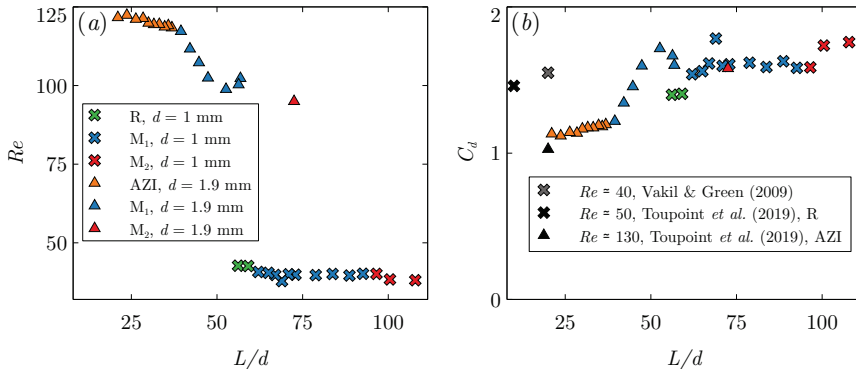 (a)
125
100
75
50
25
50
75
100
Re
L/d
R, d = 1 mm
M₁, d = 1 mm
M₂, d = 1 mm
AZI, d = 1.9 mm
M₁, d = 1.9 mm
M₂, d = 1.9 mm
(b)
2
1
0
25
50
75
100
C_d
L/d
Re ≃ 40, Vakil & Green (2009)
Re ≃ 50, Toupoint et al. (2019), R
Re ≃ 130, Toupoint et al. (2019), AZI